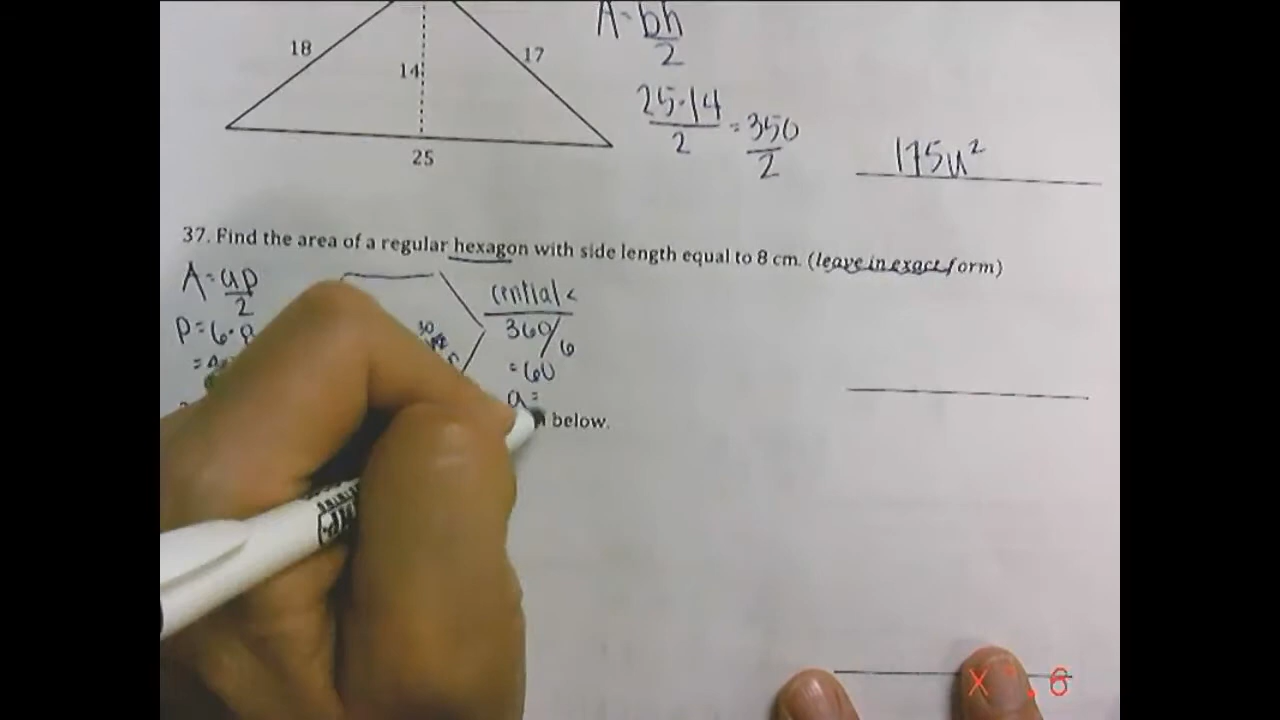 18
14
17
25
A = bh/2
25·14/2 = 350/2
175u²
37. Find the area of a regular hexagon with side length equal to 8 cm. (leave in exact form)
A = ap/2
P = 6·8
30
central <
360/6
= 60
a =
below.